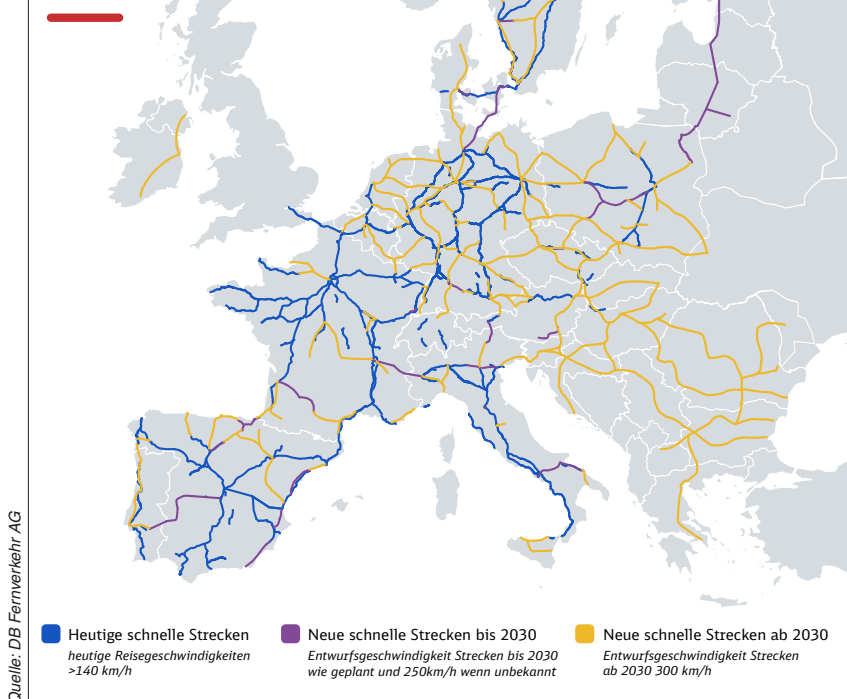 Quelle: DB Fernverkehr AG
Heutige schnelle Strecken
heutige Reisegeschwindigkeiten
>140 km/h
Neue schnelle Strecken bis 2030
Entwurfsgeschwindigkeit Strecken bis 2030
wie geplant und 250km/h wenn unbekannt
Neue schnelle Strecken ab 2030
Entwurfsgeschwindigkeit Strecken
ab 2030 300 km/h